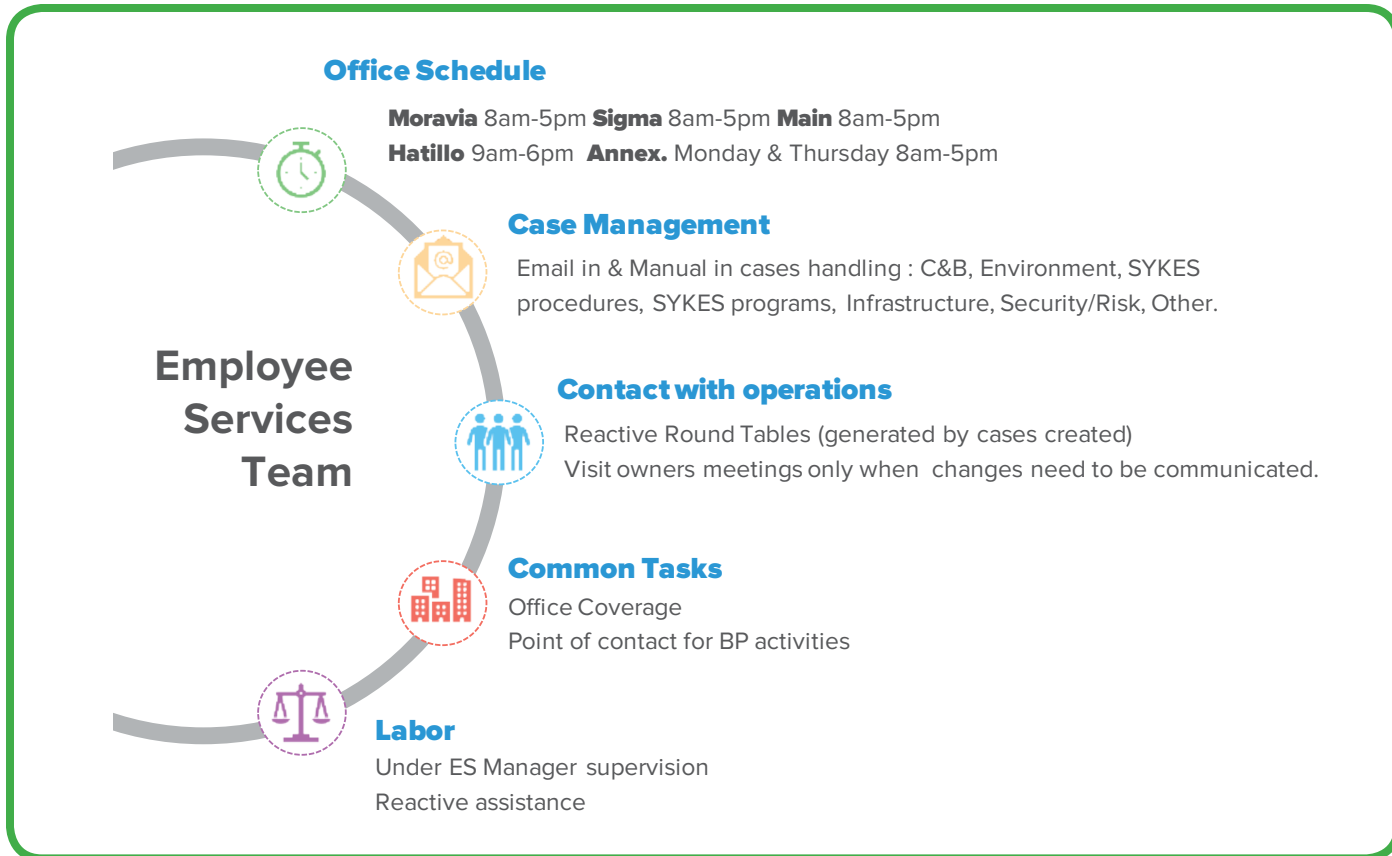 Office Schedule
Moravia 8am-5pm Sigma 8am-5pm Main 8am-5pm
Hatillo 9am-6pm Annex. Monday & Thursday 8am-5pm
Case Management
Email in & Manual in cases handling : C&B, Environment, SYKES
procedures, SYKES programs, Infrastructure, Security/Risk, Other.
Employee
Services
Team
Contact with operations
Reactive Round Tables (generated by cases created)
Visit owners meetings only when changes need to be communicated.
Common Tasks
Office Coverage
Point of contact for BP activities
Labor
Under ES Manager supervision
Reactive assistance